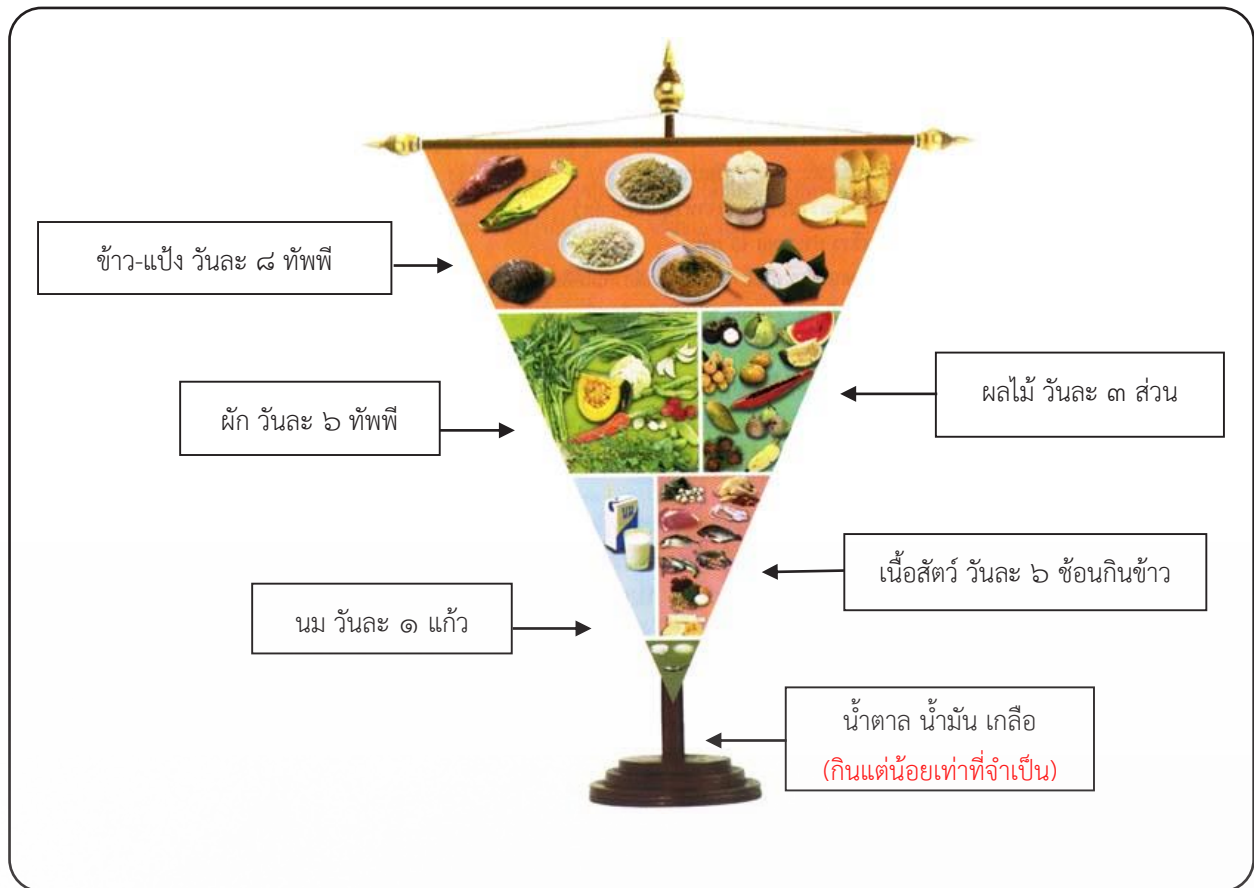 ข้าว-แป้ง วันละ ๘ ทัพพี
ผัก วันละ ๖ ทัพพี
ผลไม้ วันละ ๓ ส่วน
เนื้อสัตว์ วันละ ๖ ช้อนกินข้าว
นม วันละ ๑ แก้ว
น้ำตาล น้ำมัน เกลือ
(กินแต่น้อยเท่าที่จำเป็น)